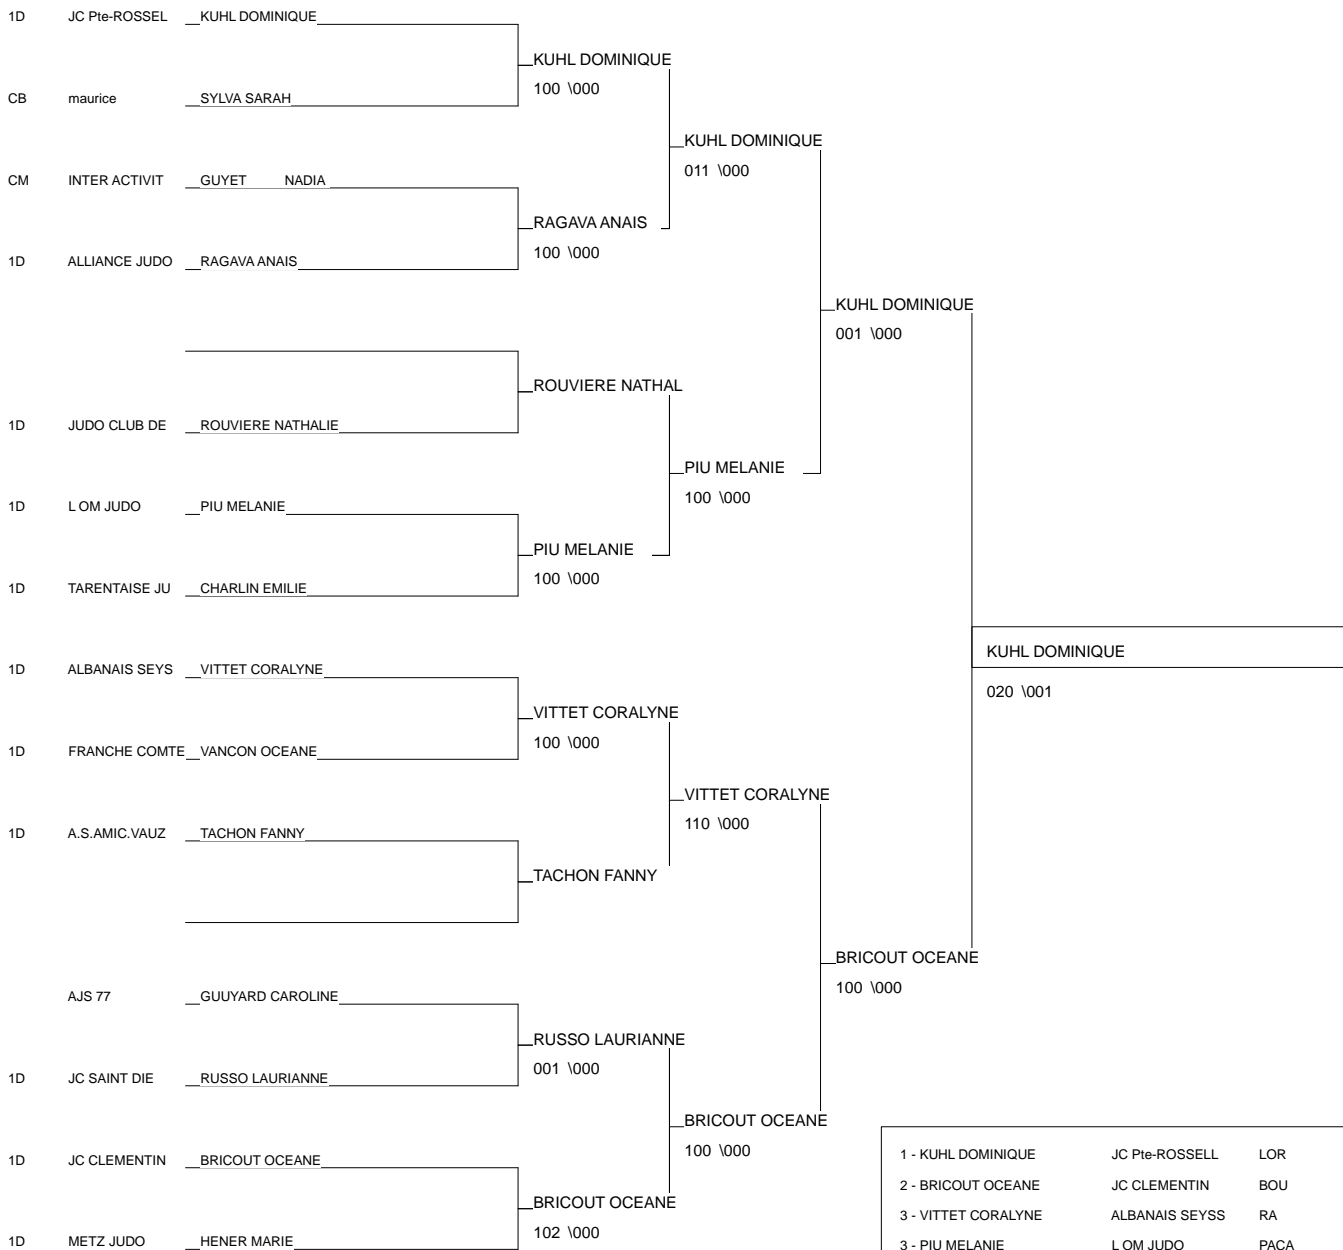 1D JC Pte-ROSSEL KUHL DOMINIQUE
KUHL DOMINIQUE
100 \000
CB maurice SYLVA SARAH
KUHL DOMINIQUE
011 \000
CM INTER ACTIVIT GUYET NADIA
RAGAVA ANAIS
100 \000
1D ALLIANCE JUDO RAGAVA ANAIS
KUHL DOMINIQUE
001 \000
ROUVIERE NATHAL
1D JUDO CLUB DE ROUVIERE NATHALIE
PIU MELANIE
100 \000
1D L OM JUDO PIU MELANIE
PIU MELANIE
100 \000
1D TARENTAISE JU CHARLIN EMILIE
KUHL DOMINIQUE
020 \001
1D ALBANAIS SEYS VITTET CORALYNE
VITTET CORALYNE
100 \000
1D FRANCHE COMTE VANCON OCEANE
VITTET CORALYNE
110 \000
1D A.S.AMIC.VAUZ TACHON FANNY
TACHON FANNY
BRICOUT OCEANE
100 \000
AJS 77 GUUYARD CAROLINE
RUSSO LAURIANNE
001 \000
1D JC SAINT DIE RUSSO LAURIANNE
BRICOUT OCEANE
100 \000
1D JC CLEMENTIN BRICOUT OCEANE
BRICOUT OCEANE
102 \000
1D METZ JUDO HENER MARIE
1 - KUHL DOMINIQUE JC Pte-ROSSELL LOR
2 - BRICOUT OCEANE JC CLEMENTIN BOU
3 - VITTET CORALYNE ALBANAIS SEYSS RA
3 - PIU MELANIE L OM JUDO PACA